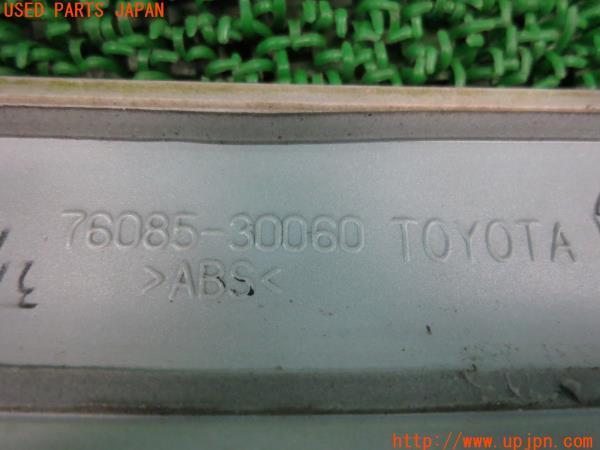 USED PARTS JAPAN
76085-30060 TOYOTA
>ABS<
http://www.upjpn.com/